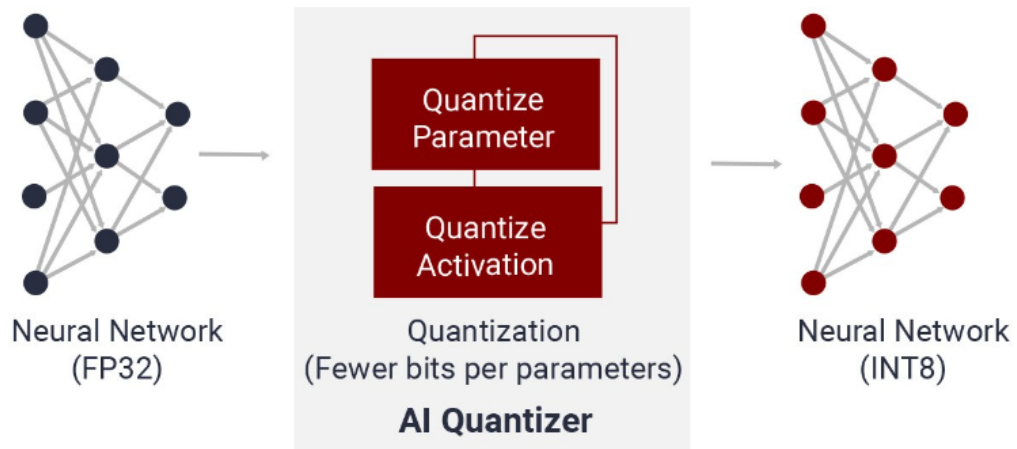 Neural Network
(FP32)
Quantize
Parameter
Quantize
Activation
Quantization
(Fewer bits per parameters)
AI Quantizer
Neural Network
(INT8)